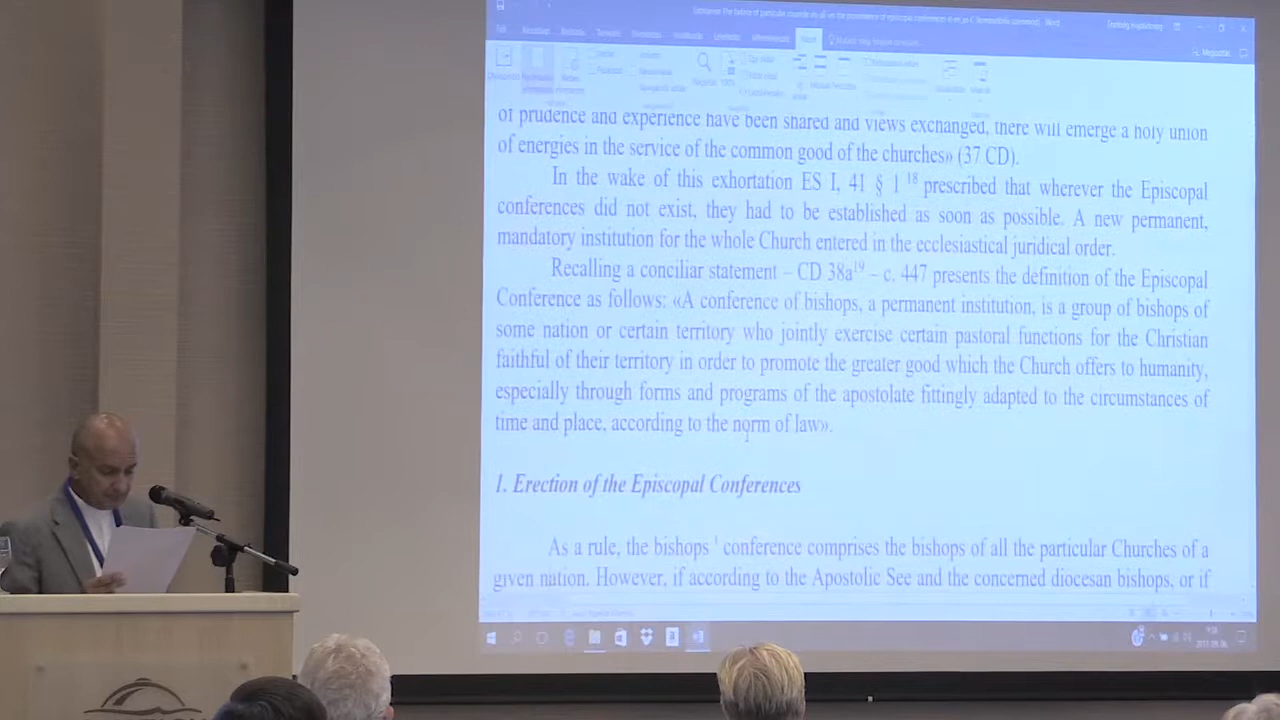 of prudence and experience have been shared and views exchanged, there will emerge a holy union
of energies in the service of the common good of the churches» (37 CD).
In the wake of this exhortation ES I, 41 § 1 18 prescribed that wherever the Episcopal
conferences did not exist, they had to be established as soon as possible. A new permanent,
mandatory institution for the whole Church entered in the ecclesiastical juridical order.
Recalling a conciliar statement – CD 38a19 – c. 447 presents the definition of the Episcopal
Conference as follows: «A conference of bishops, a permanent institution, is a group of bishops of
some nation or certain territory who jointly exercise certain pastoral functions for the Christian
faithful of their territory in order to promote the greater good which the Church offers to humanity,
especially through forms and programs of the apostolate fittingly adapted to the circumstances of
time and place, according to the norm of law».
1. Erection of the Episcopal Conferences
As a rule, the bishops' conference comprises the bishops of all the particular Churches of a
given nation. However, if according to the Apostolic See and the concerned diocesan bishops, or if